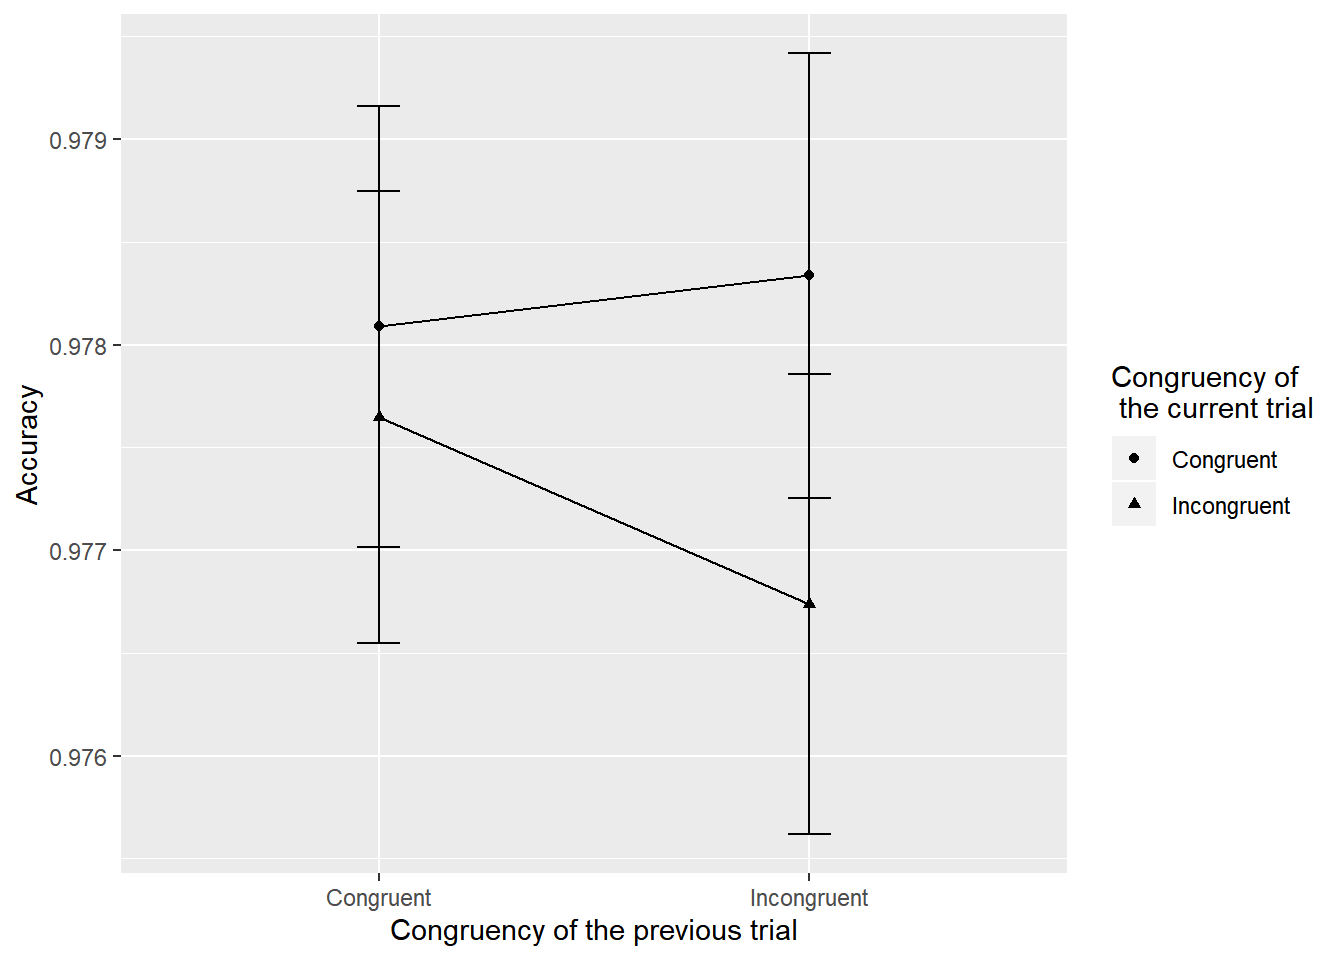 0.979
0.978
0.977
0.976
Accuracy
Congruent
Incongruent
Congruency of the previous trial
Congruency of
the current trial
Congruent
Incongruent